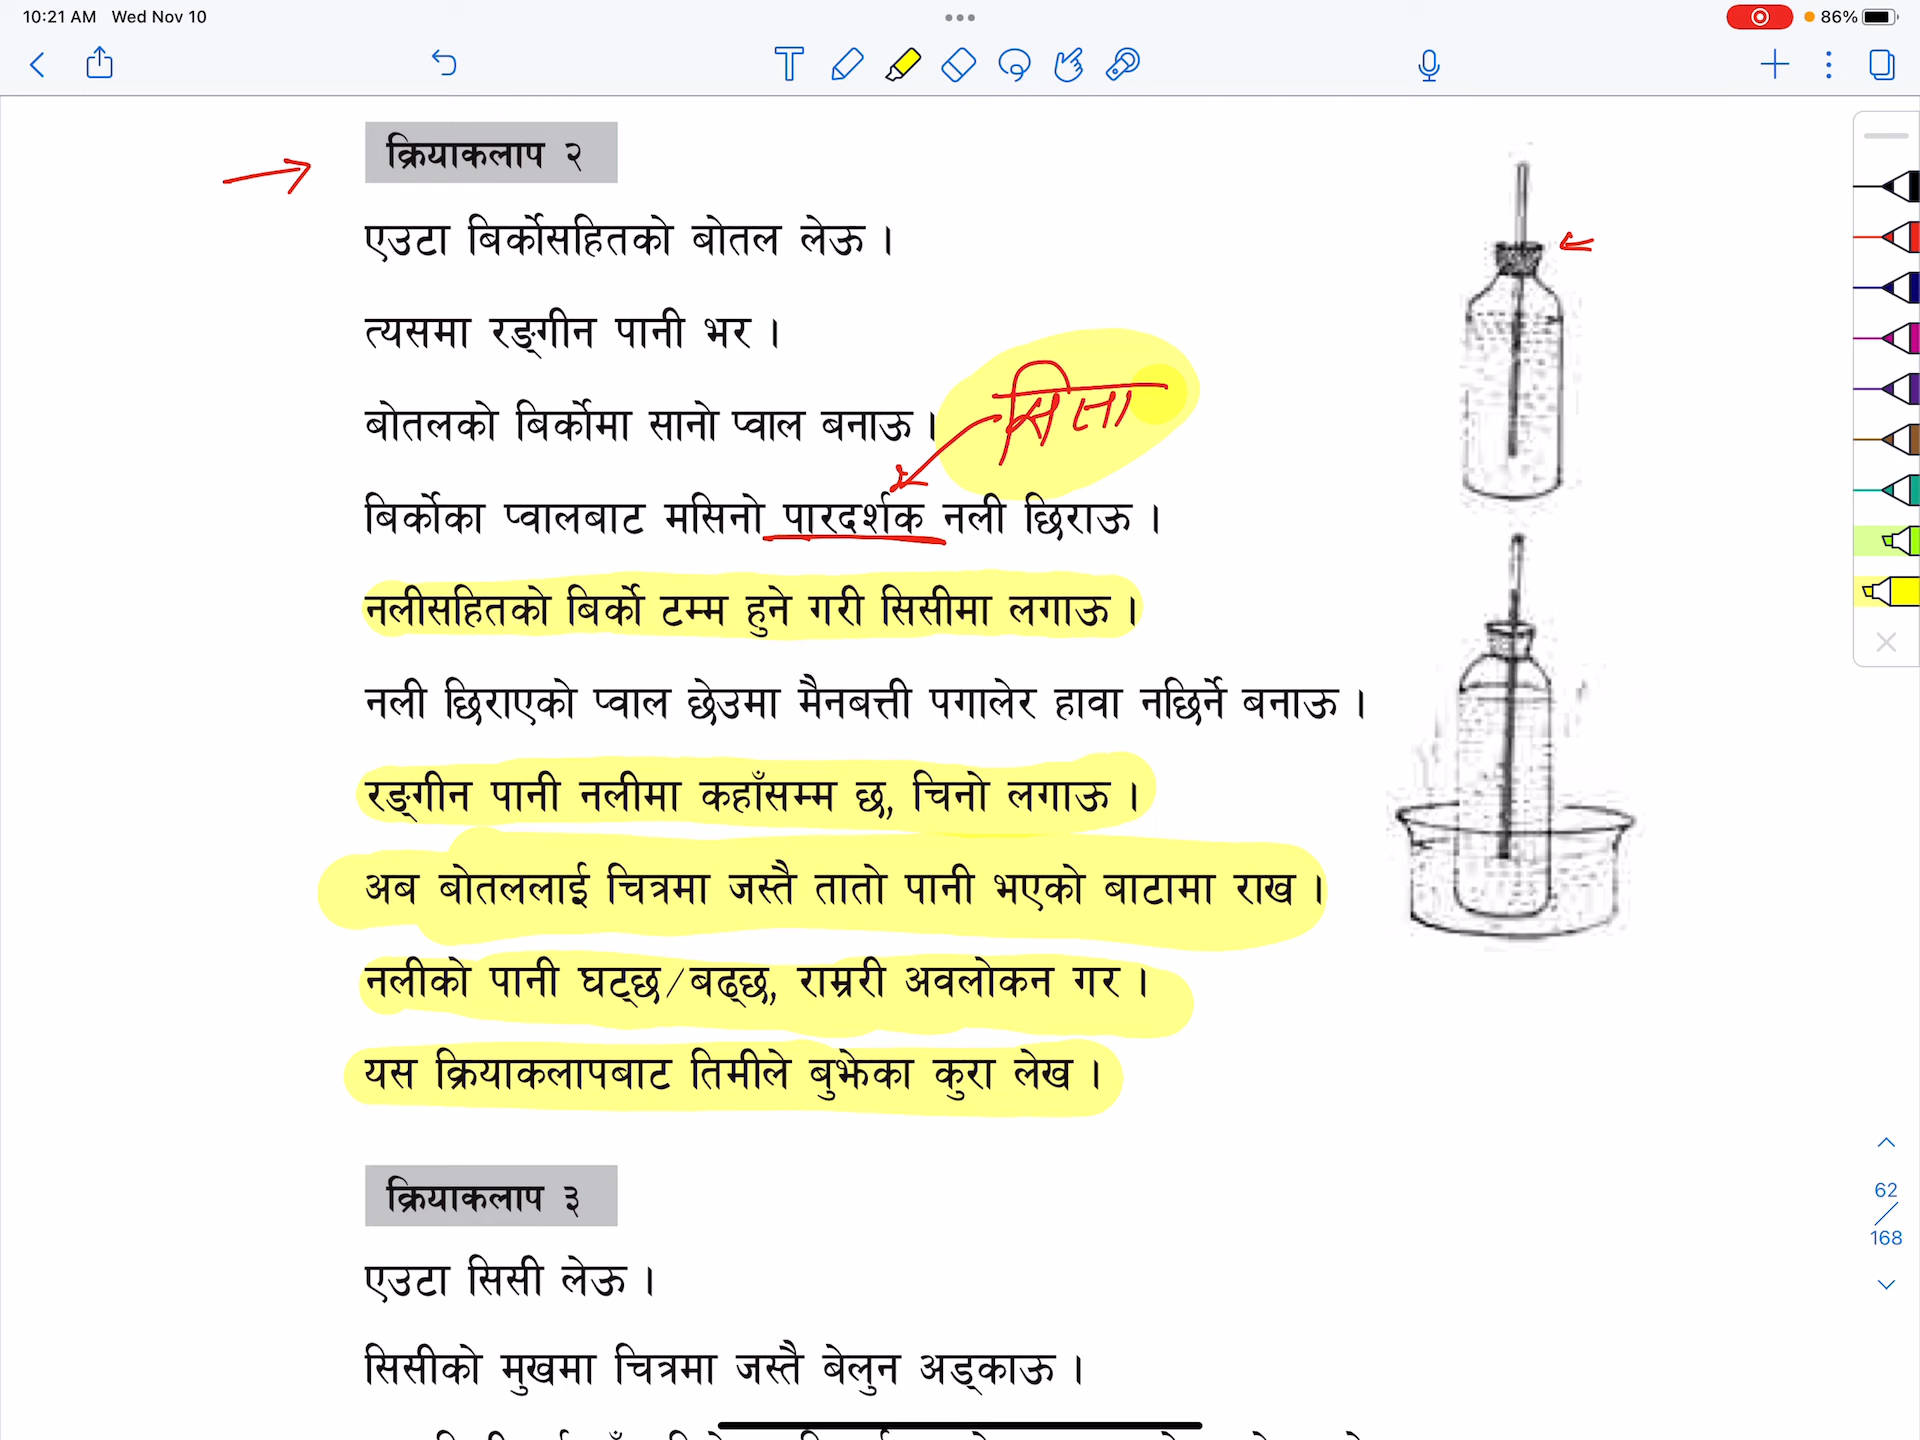 10:21 AM Wed Nov 10
86%
क्रियाकलाप २
एउटा बिर्कोसहितको बोतल लेऊ ।
त्यसमा रङ्गीन पानी भर ।
बोतलको बिर्कोमा सानो प्वाल बनाऊ ।
बिर्कोका प्वालबाट मसिनो पारदर्शक नली छिराऊ ।
नलीसहितको बिर्को टम्म हुने गरी सिसीमा लगाऊ ।
नली छिराएको प्वाल छेउमा मैनबत्ती पगालेर हावा नछिर्ने बनाऊ ।
रङ्गीन पानी नलीमा कहाँसम्म छ, चिनो लगाऊ ।
अब बोतललाई चित्रमा जस्तै तातो पानी भएको बाटामा राख ।
नलीको पानी घट्छ/बढ्छ, राम्ररी अवलोकन गर ।
यस क्रियाकलापबाट तिमीले बुझेका कुरा लेख ।
क्रियाकलाप ३
एउटा सिसी लेऊ ।
सिसीको मुखमा चित्रमा जस्तै बेलुन अड्काऊ ।
62
168